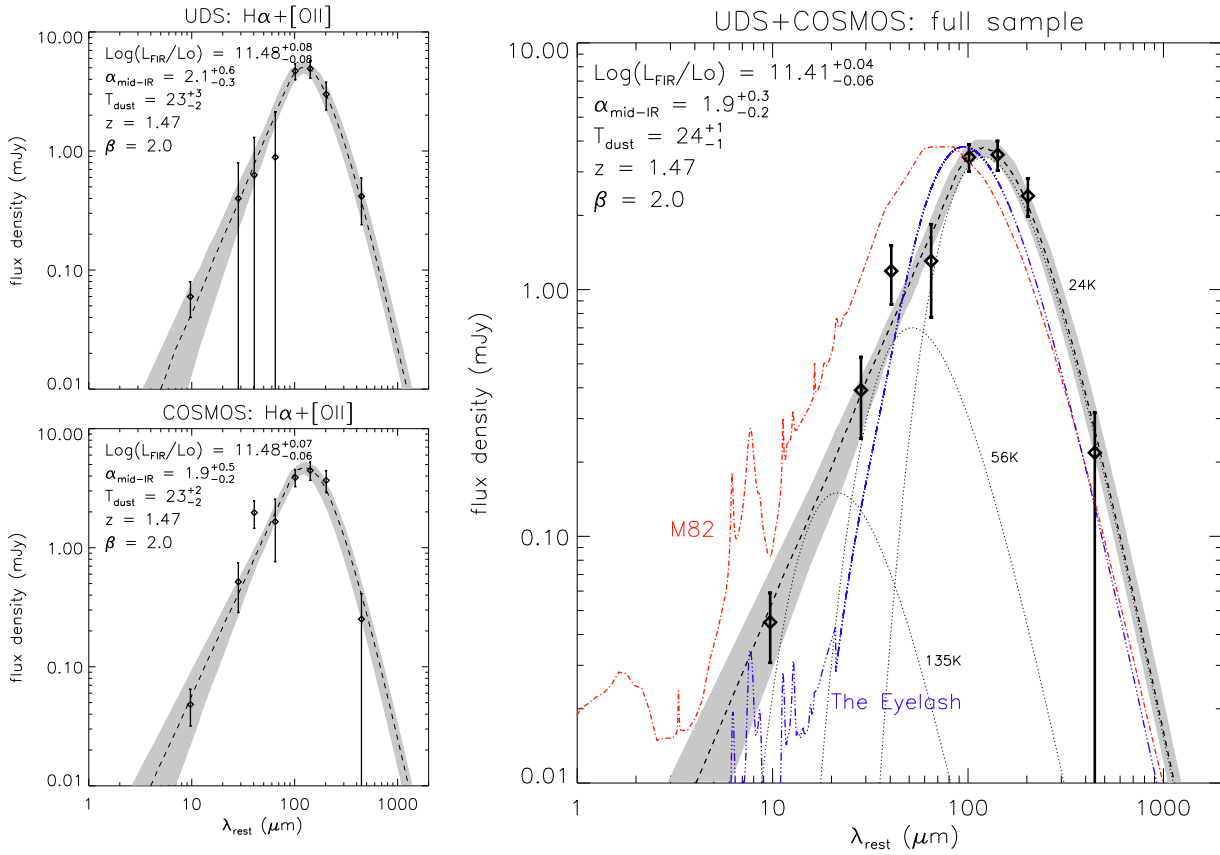 UDS: Hα+[OII]
10.00
1.00
0.10
0.01
flux density (mJy)
Log(L_FIR/Lo) = 11.48^{+0.08}_{-0.08}
α_mid-IR = 2.1^{+0.6}_{-0.3}
T_dust = 23^{+3}_{-2}
z = 1.47
β = 2.0
COSMOS: Hα+[OII]
10.00
1.00
0.10
0.01
flux density (mJy)
Log(L_FIR/Lo) = 11.48^{+0.07}_{-0.06}
α_mid-IR = 1.9^{+0.5}_{-0.2}
T_dust = 23^{+2}_{-2}
z = 1.47
β = 2.0
1 10 100 1000
λ_rest (μm)
UDS+COSMOS: full sample
10.00
1.00
0.10
0.01
flux density (mJy)
Log(L_FIR/Lo) = 11.41^{+0.04}_{-0.06}
α_mid-IR = 1.9^{+0.3}_{-0.2}
T_dust = 24^{+1}_{-1}
z = 1.47
β = 2.0
24K
56K
M82
135K
The Eyelash
1 10 100 1000
λ_rest (μm)